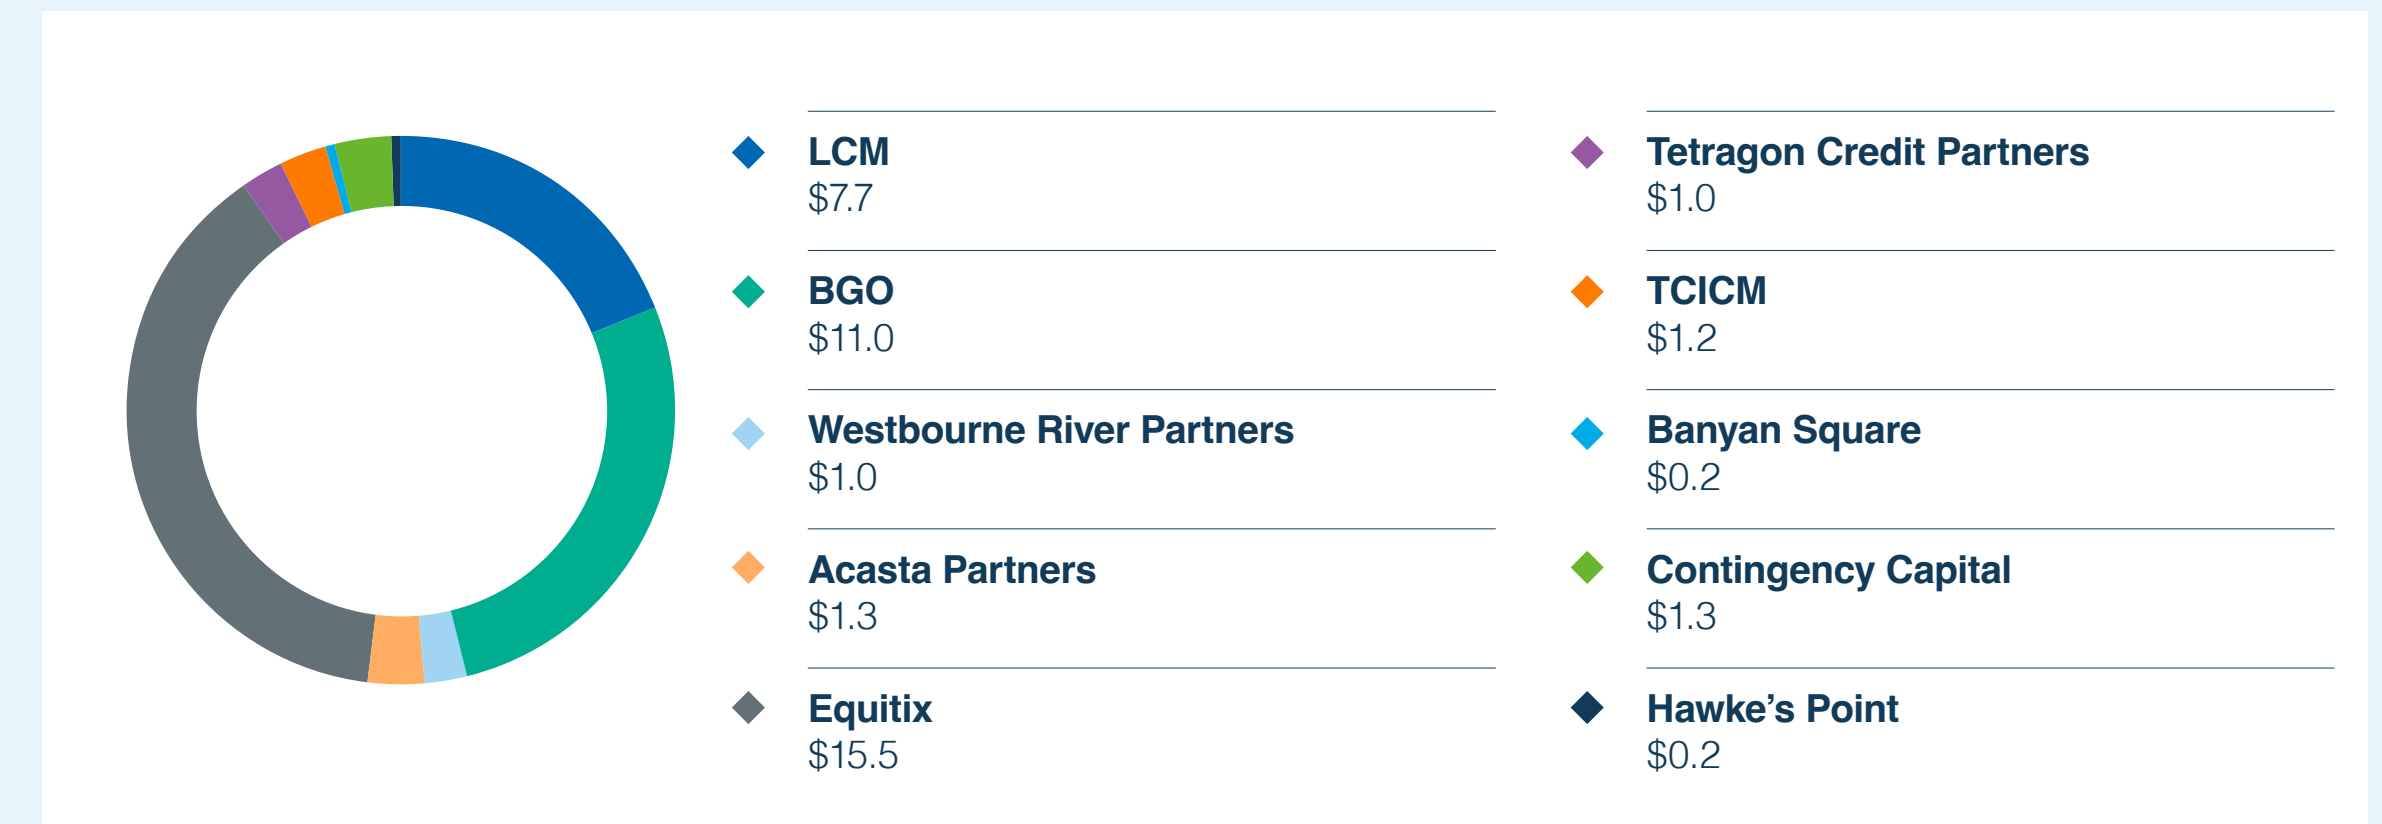 LCM
$7.7
BGO
$11.0
Westbourne River Partners
$1.0
Acasta Partners
$1.3
Equitix
$15.5
Tetragon Credit Partners
$1.0
TCICM
$1.2
Banyan Square
$0.2
Contingency Capital
$1.3
Hawke’s Point
$0.2